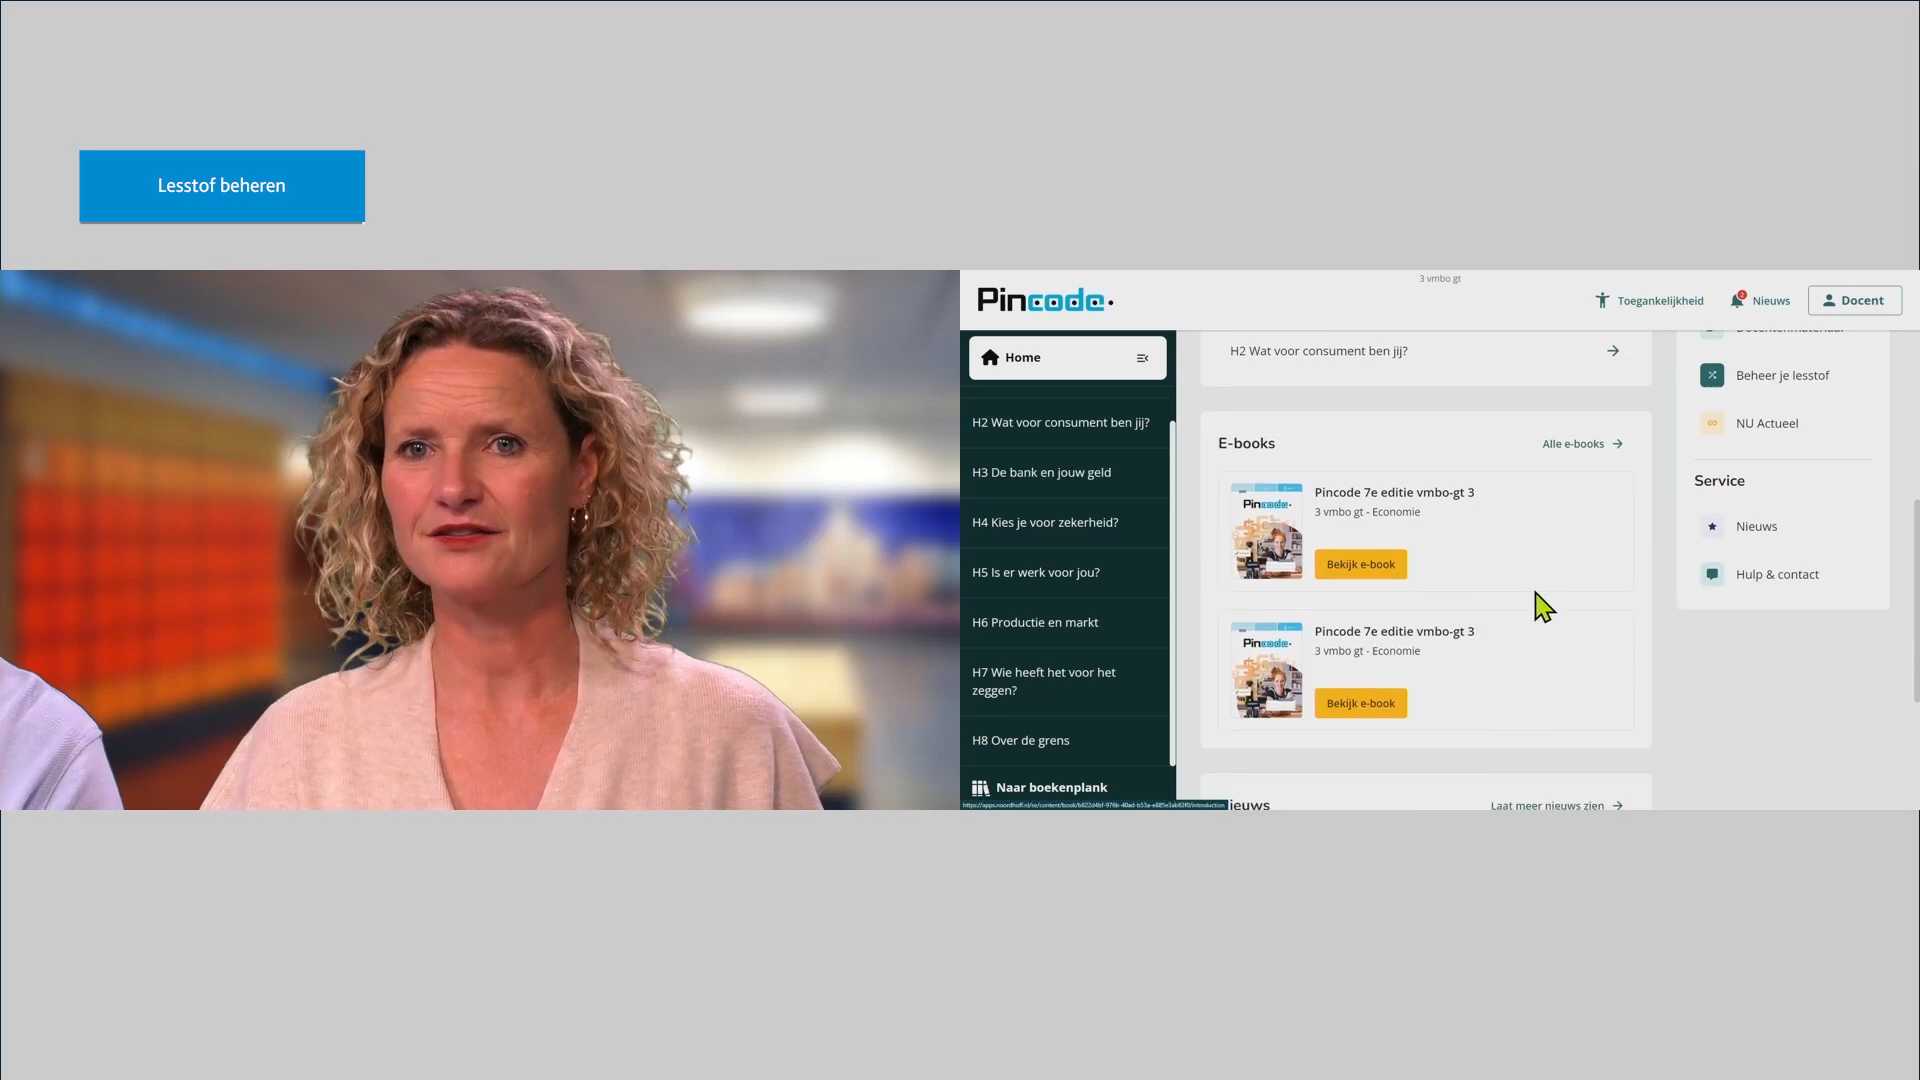 Lesstof beheren
3 vmbo gt
Pincode
Toegankelijkheid
2
Nieuws
Docent
Home
H2 Wat voor consument ben jij?
H3 De bank en jouw geld
H4 Kies je voor zekerheid?
H5 Is er werk voor jou?
H6 Productie en markt
H7 Wie heeft het voor het
zeggen?
H8 Over de grens
Naar boekenplank
H2 Wat voor consument ben jij?
E-books
Alle e-books
Pincode
Pincode 7e editie vmbo-gt 3
3 vmbo gt - Economie
Bekijk e-book
Pincode
Pincode 7e editie vmbo-gt 3
3 vmbo gt - Economie
Bekijk e-book
ieuws
Laat meer nieuws zien
Docentenmateriaal
Beheer je lesstof
NU Actueel
Service
Nieuws
Hulp & contact